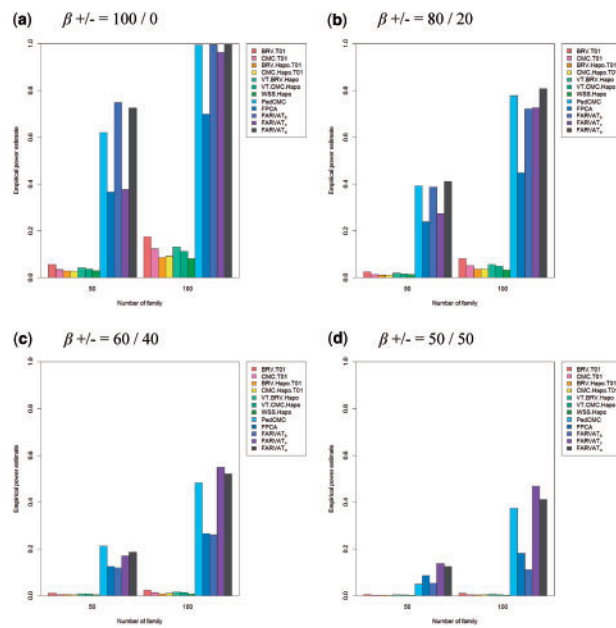 (a) β +/- = 100 / 0
Empirical power estimate
0.0 0.2 0.4 0.6 0.8 1.0
50 100
Number of family
BRV.T01
CMC.T01
BRV.Hapo.T01
CMC.Hapo.T01
VT.BRV.Hapo
VT.CMC.Hapo
WSS.Hapo
PedCMC
FPCA
(b) β +/- = 80 / 20
Empirical power estimate
0.0 0.2 0.4 0.6 0.8 1.0
50 100
Number of family
BRV.T01
CMC.T01
BRV.Hapo.T01
CMC.Hapo.T01
VT.BRV.Hapo
VT.CMC.Hapo
WSS.Hapo
PedCMC
FPCA
(c) β +/- = 60 / 40
Empirical power estimate
0.0 0.2 0.4 0.6 0.8 1.0
50 100
Number of family
BRV.T01
CMC.T01
BRV.Hapo.T01
CMC.Hapo.T01
VT.BRV.Hapo
VT.CMC.Hapo
WSS.Hapo
PedCMC
FPCA
(d) β +/- = 50 / 50
Empirical power estimate
0.0 0.2 0.4 0.6 0.8 1.0
50 100
Number of family
BRV.T01
CMC.T01
BRV.Hapo.T01
CMC.Hapo.T01
VT.BRV.Hapo
VT.CMC.Hapo
WSS.Hapo
PedCMC
FPCA